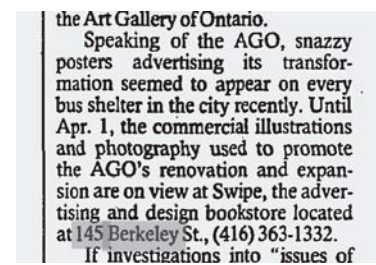 the Art Gallery of Ontario.
Speaking of the AGO, snazzy
posters advertising its transfor-
mation seemed to appear on every
bus shelter in the city recently. Until
Apr. 1, the commercial illustrations
and photography used to promote
the AGO's renovation and expan-
sion are on view at Swipe, the adver-
tising and design bookstore located
at 145 Berkeley St., (416) 363-1332.
If investigations into "issues of